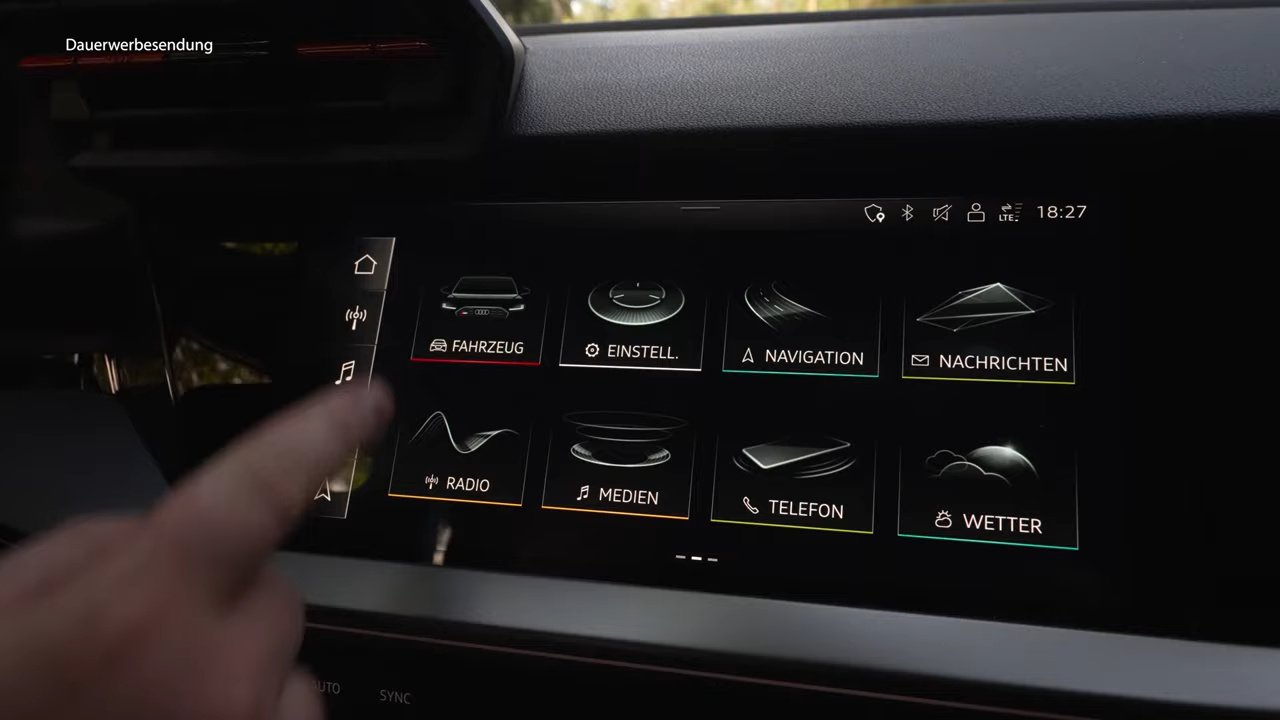 Dauerwerbesendung
LTE
18:27
FAHRZEUG
EINSTELL.
NAVIGATION
NACHRICHTEN
RADIO
MEDIEN
TELEFON
WETTER
AUTO
SYNC